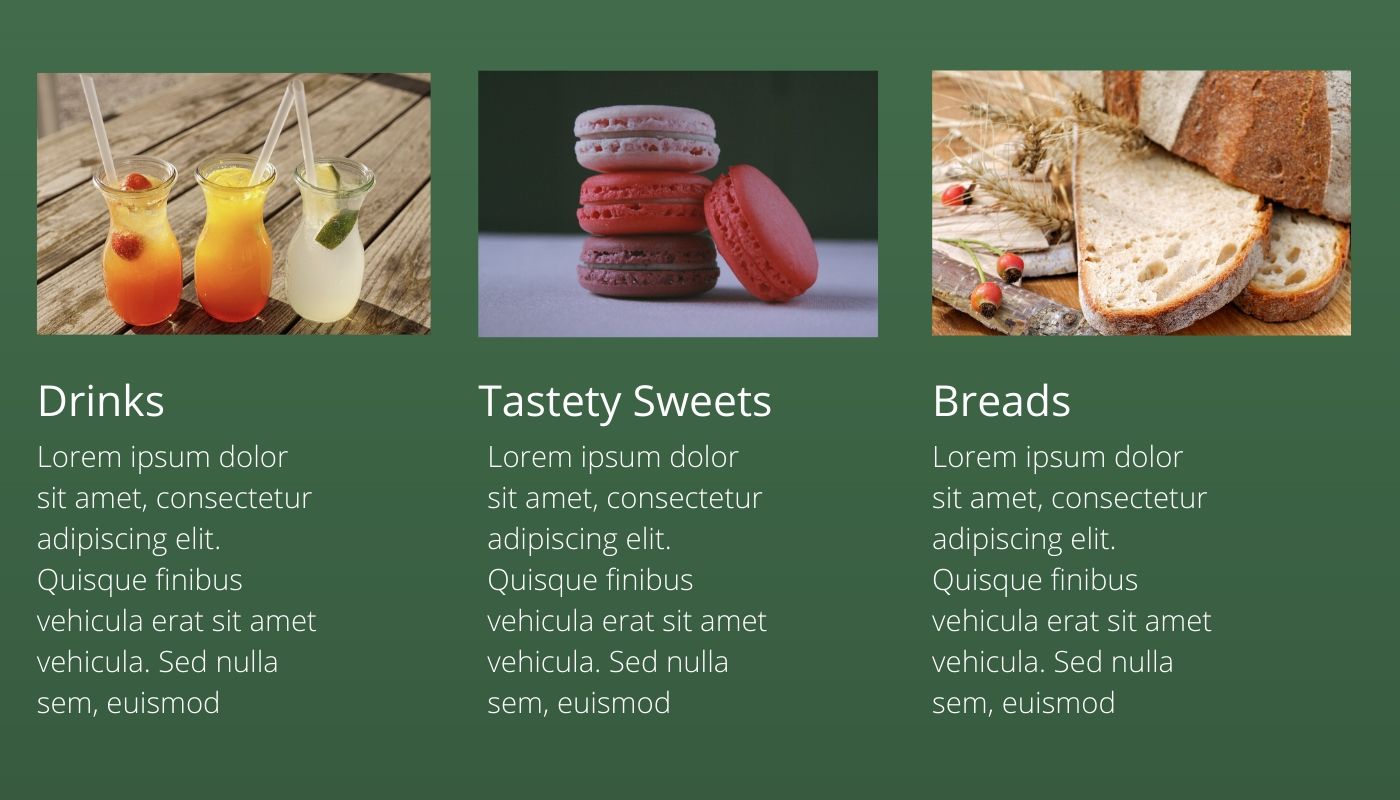 Drinks
Lorem ipsum dolor
sit amet, consectetur
adipiscing elit.
Quisque finibus
vehicula erat sit amet
vehicula. Sed nulla
sem, euismod
Tastety Sweets
Lorem ipsum dolor
sit amet, consectetur
adipiscing elit.
Quisque finibus
vehicula erat sit amet
vehicula. Sed nulla
sem, euismod
Breads
Lorem ipsum dolor
sit amet, consectetur
adipiscing elit.
Quisque finibus
vehicula erat sit amet
vehicula. Sed nulla
sem, euismod